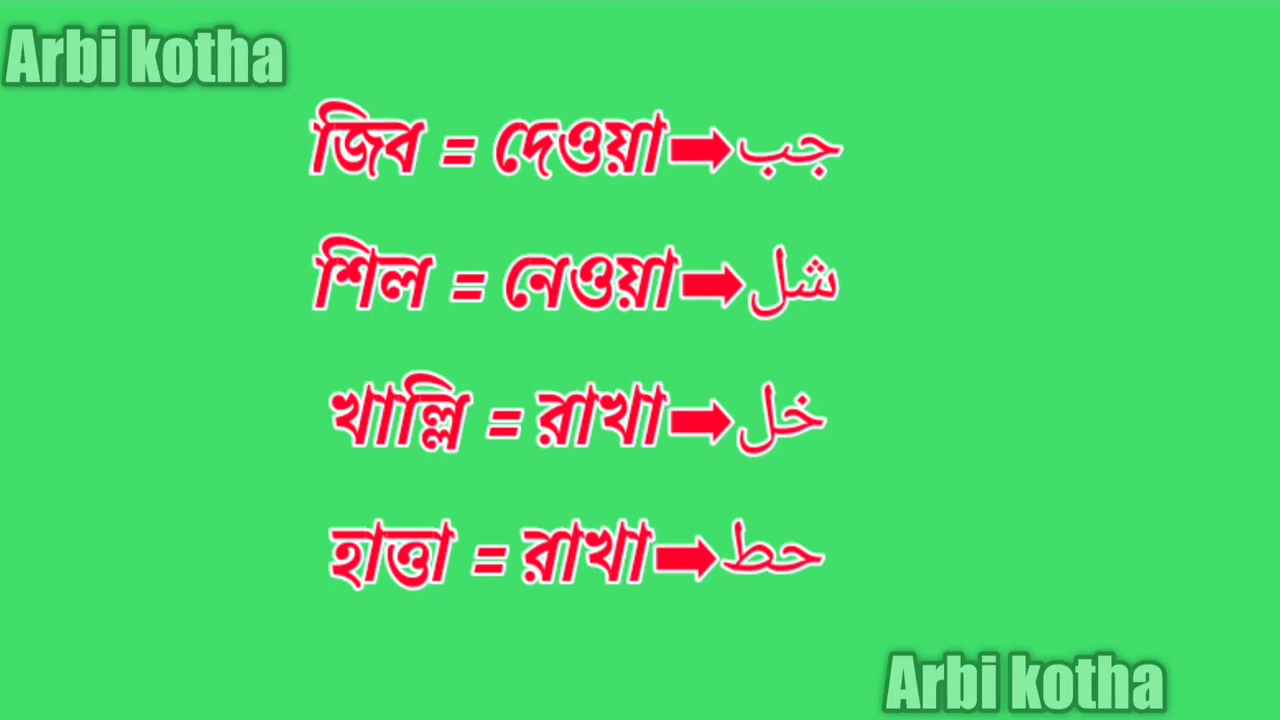 Arbi kotha
জিব = দেওয়া➡جب
শিল = নেওয়া➡شل
খাল্লি = রাখা➡خل
হাত্তা = রাখা➡حط
Arbi kotha